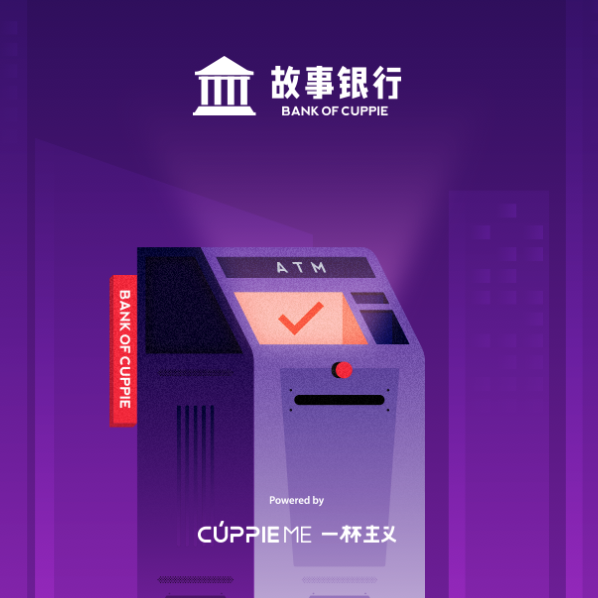 故事银行
BANK OF CUPPIE
ATM
BANK OF CUPPIE
Powered by
CÚPPIE ME 一杯主义